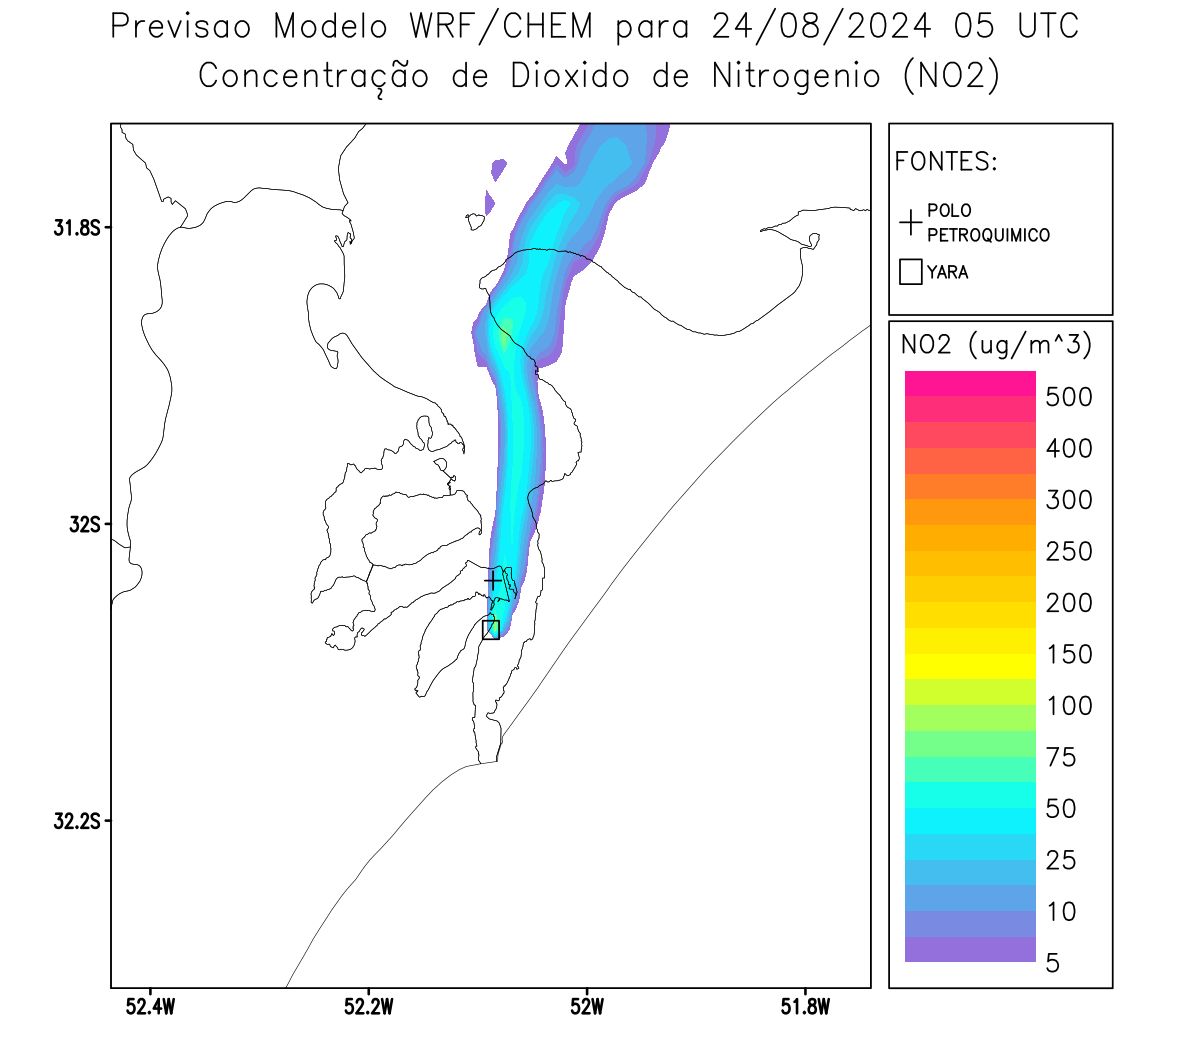 Previsao Modelo WRF/CHEM para 24/08/2024 05 UTC
Concentração de Dioxido de Nitrogenio (NO2)
FONTES:
POLO
PETROQUIMICO
YARA
31.8S
32S
32.2S
52.4W
52.2W
52W
51.8W
NO2 (ug/m^3)
500
400
300
250
200
150
100
75
50
25
10
5